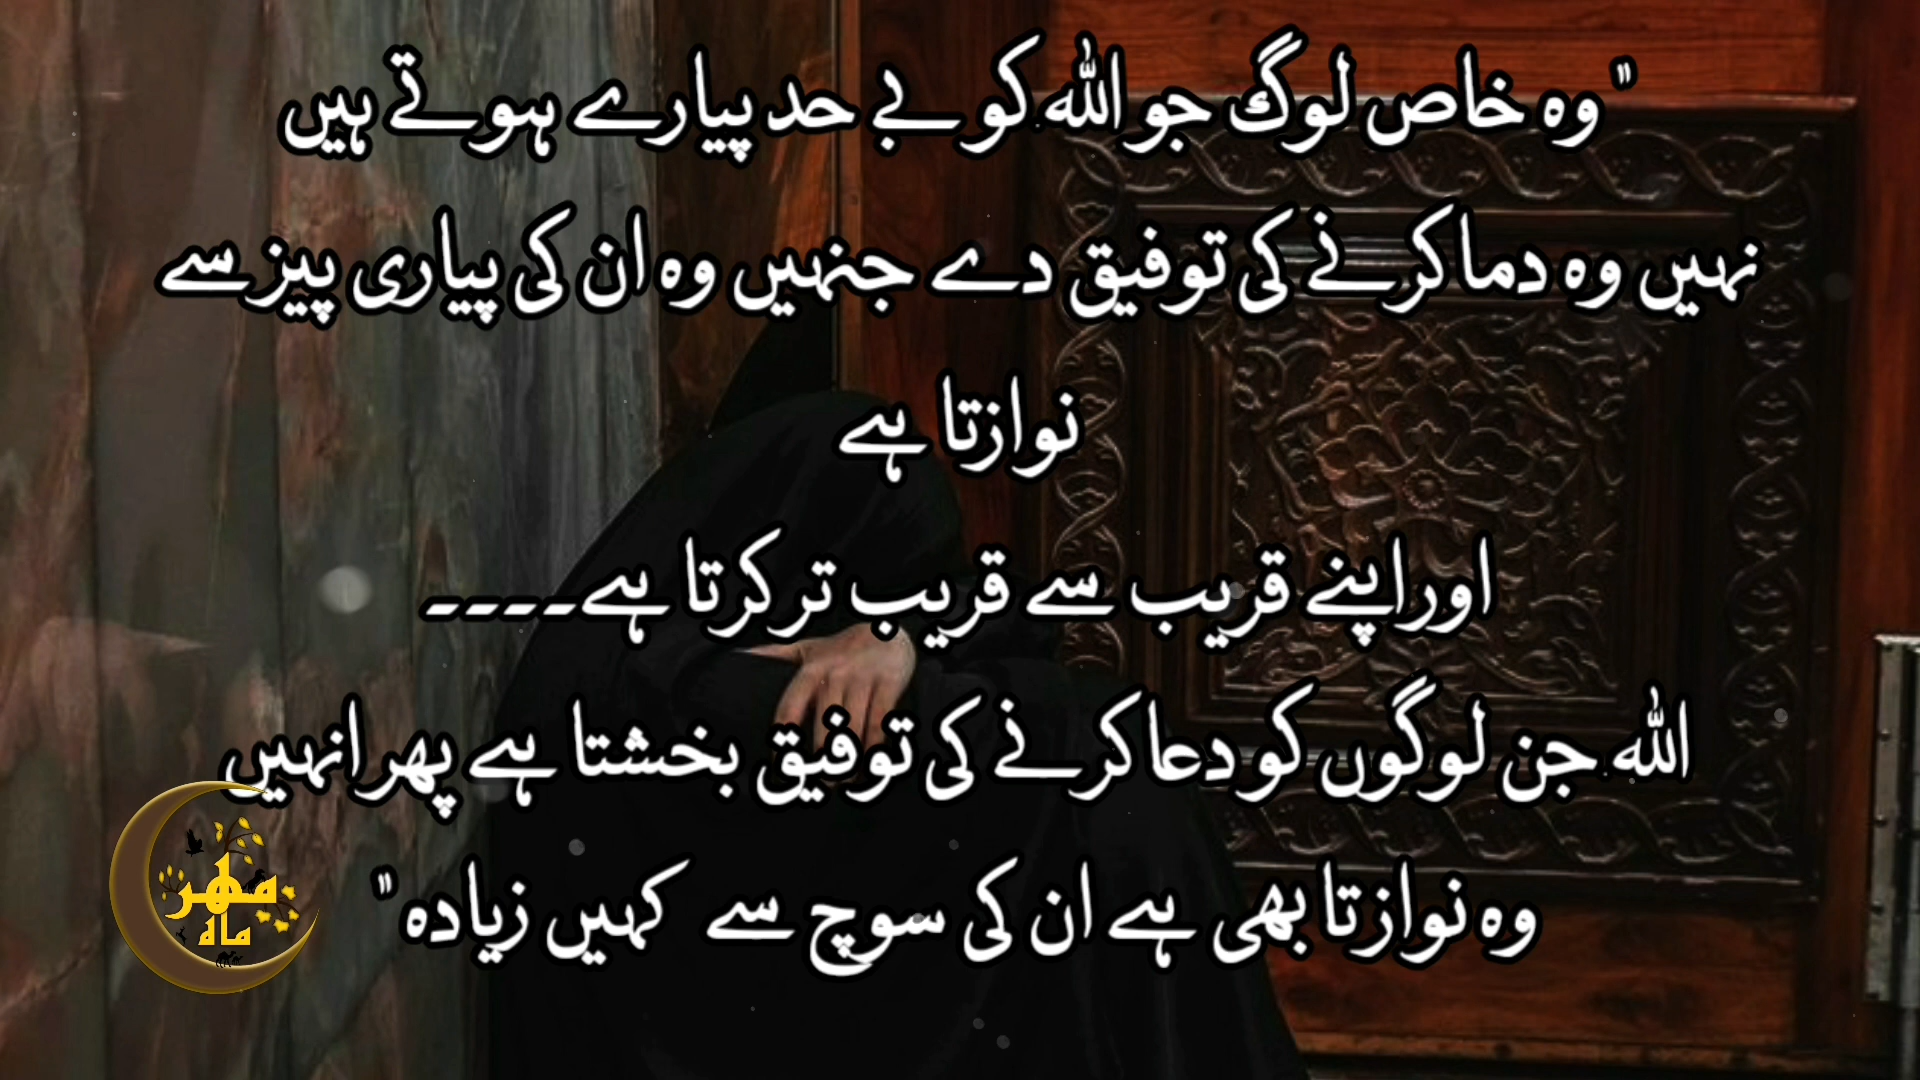 "وہ خاص لوگ جو اللہ کو بے حد پیارے ہوتے ہیں
نہیں وہ دما کرنے کی توفیق دے جنہیں وہ ان کی پیاری پیز سے
نوازتا ہے
اور اپنے قریب سے قریب تر کرتا ہے۔۔۔۔
اللہ جن لوگوں کو دعا کرنے کی توفیق بخشتا ہے پھر انہیں
وہ نوازتا بھی ہے ان کی سوچ سے کہیں زیادہ"
مہر
ماہ